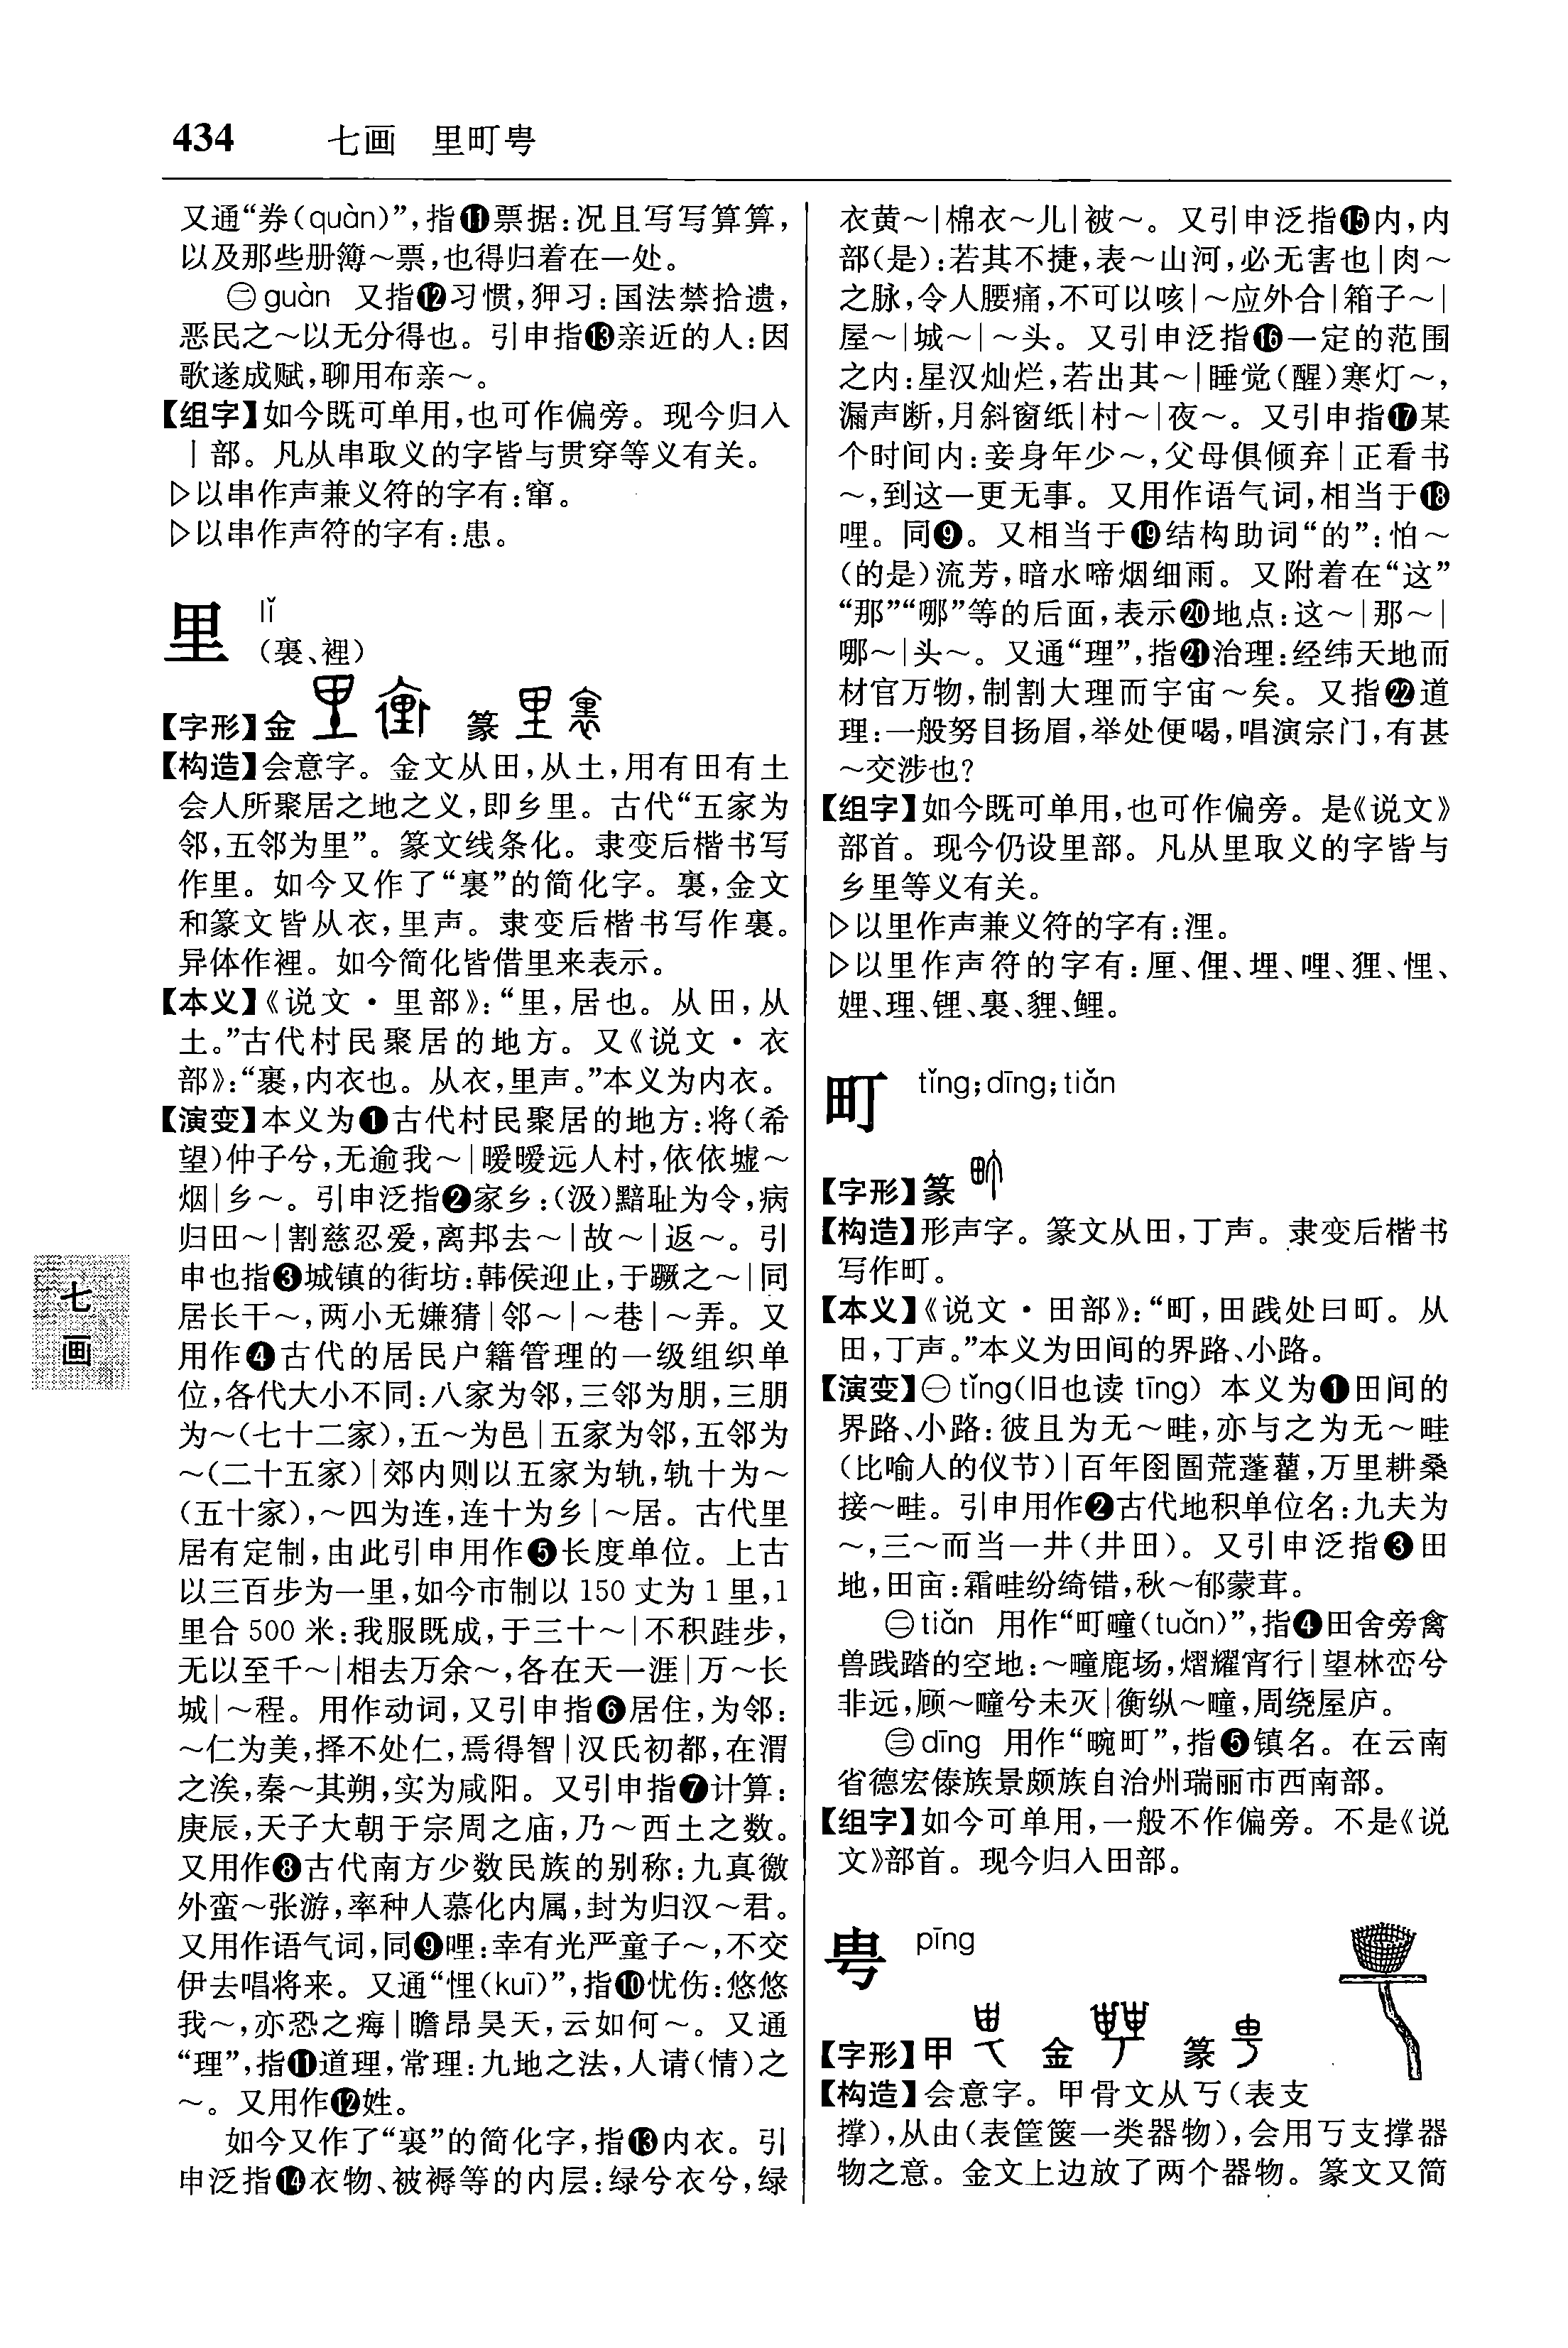 434 七画 里町甹
又通“券(quàn)”,指⓫票据:况且写写算算,
以及那些册簿～票,也得归着在一处。
㊁guàn 又指⓬习惯,狎习:国法禁拾遗,
恶民之～以无分得也。引申指⓭亲近的人:因
歌遂成赋,聊用布亲～。
【组字】如今既可单用,也可作偏旁。现今归入
丨部。凡从串取义的字皆与贯穿等义有关。
▷以串作声兼义符的字有:窜。
▷以串作声符的字有:患。
里 lǐ
(裏、裡)
【字形】金 篆
【构造】会意字。金文从田,从土,用有田有土
会人所聚居之地之义,即乡里。古代“五家为
邻,五邻为里”。篆文线条化。隶变后楷书写
作里。如今又作了“裏”的简化字。裏,金文
和篆文皆从衣,里声。隶变后楷书写作裏。
异体作裡。如今简化皆借里来表示。
【本义】《说文·里部》:“里,居也。从田,从
土。”古代村民聚居的地方。又《说文·衣
部》:“裏,内衣也。从衣,里声。”本义为内衣。
【演变】本义为❶古代村民聚居的地方:将(希
望)仲子兮,无逾我～|暧暧远人村,依依墟～
烟|乡～。引申泛指❷家乡:(汲)黯耻为令,病
归田～|割慈忍爱,离邦去～|故～|返～。引
申也指❸城镇的街坊:韩侯迎止,于蹶之～|同
居长干～,两小无嫌猜|邻～|～巷|～弄。又
用作❹古代的居民户籍管理的一级组织单
位,各代大小不同:八家为邻,三邻为朋,三朋
为～(七十二家),五～为邑|五家为邻,五邻为
～(二十五家)|郊内则以五家为轨,轨十为～
(五十家),～四为连,连十为乡|～居。古代里
居有定制,由此引申用作❺长度单位。上古
以三百步为一里,如今市制以150丈为1里,1
里合500米:我服既成,于三十～|不积跬步,
无以至千～|相去万余～,各在天一涯|万～长
城|～程。用作动词,又引申指❻居住,为邻:
～仁为美,择不处仁,焉得智|汉氏初都,在渭
之涘,秦～其朔,实为咸阳。又引申指❼计算:
庚辰,天子大朝于宗周之庙,乃～西土之数。
又用作❽古代南方少数民族的别称:九真徼
外蛮～张游,率种人慕化内属,封为归汉～君。
又用作语气词,同❾哩:幸有光严童子～,不交
伊去唱将来。又通“悝(kuī)”,指❿忧伤:悠悠
我～,亦恐之痗|瞻昂昊天,云如何～。又通
“理”,指⓫道理,常理:九地之法,人请(情)之
～。又用作⓬姓。
如今又作了“裏”的简化字,指⓭内衣。引
申泛指⓮衣物、被褥等的内层:绿兮衣兮,绿
衣黄～|棉衣～儿|被～。又引申泛指⓯内,内
部(是):若其不捷,表～山河,必无害也|肉～
之脉,令人腰痛,不可以咳|～应外合|箱子～|
屋～|城～|～头。又引申泛指⓰一定的范围
之内:星汉灿烂,若出其～|睡觉(醒)寒灯～,
漏声断,月斜窗纸|村～|夜～。又引申指⓱某
个时间内:妾身年少～,父母俱倾弃|正看书
～,到这一更无事。又用作语气词,相当于⓲
哩。同❾。又相当于⓳结构助词“的”:怕～
(的是)流芳,暗水啼烟细雨。又附着在“这”
“那”“哪”等的后面,表示⓴地点:这～|那～|
哪～|头～。又通“理”,指㉑治理:经纬天地而
材官万物,制割大理而宇宙～矣。又指㉒道
理:一般努目扬眉,举处便喝,唱演宗门,有甚
～交涉也?
【组字】如今既可单用,也可作偏旁。是《说文》
部首。现今仍设里部。凡从里取义的字皆与
乡里等义有关。
▷以里作声兼义符的字有:浬。
▷以里作声符的字有:厘、俚、埋、哩、狸、悝、
娌、理、锂、裏、貍、鲤。
町 tǐng;dīng;tiǎn
【字形】篆
【构造】形声字。篆文从田,丁声。隶变后楷书
写作町。
【本义】《说文·田部》:“町,田践处曰町。从
田,丁声。”本义为田间的界路、小路。
【演变】㊀tǐng(旧也读 tīng) 本义为❶田间的
界路、小路:彼且为无～畦,亦与之为无～畦
(比喻人的仪节)|百年囹圄荒蓬藋,万里耕桑
接～畦。引申用作❷古代地积单位名:九夫为
～,三～而当一井(井田)。又引申泛指❸田
地,田亩:霜畦纷绮错,秋～郁蒙茸。
㊁tiǎn 用作“町疃(tuǎn)”,指❹田舍旁禽
兽践踏的空地:～疃鹿场,熠耀宵行|望林峦兮
非远,顾～疃兮未灭|衡纵～疃,周绕屋庐。
㊂dīng 用作“畹町”,指❺镇名。在云南
省德宏傣族景颇族自治州瑞丽市西南部。
【组字】如今可单用,一般不作偏旁。不是《说
文》部首。现今归入田部。
甹 pīng
【字形】甲 金 篆
【构造】会意字。甲骨文从丂(表支
撑),从由(表筐箧一类器物),会用丂支撑器
物之意。金文上边放了两个器物。篆文又简
七
画